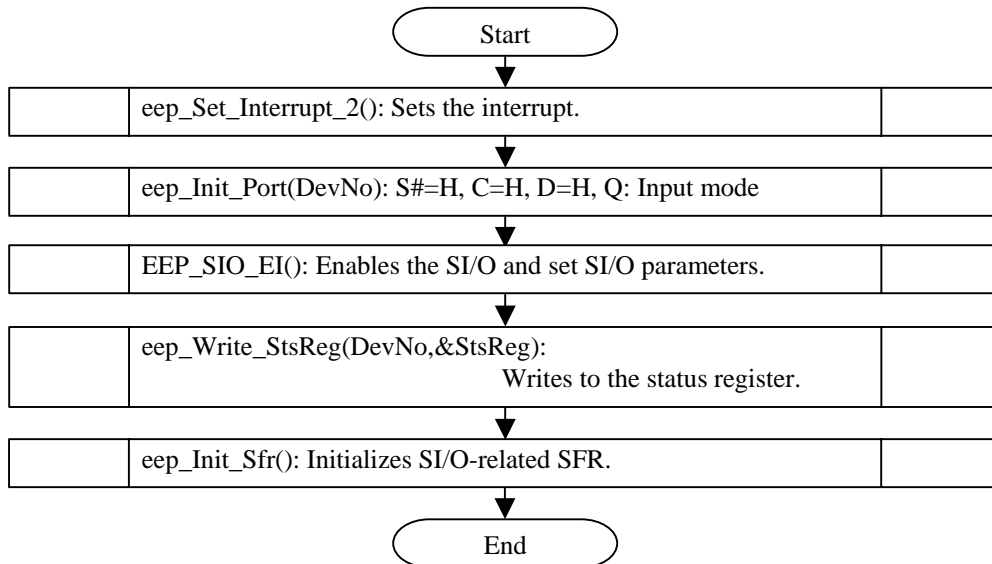 Start
eep_Set_Interrupt_2(): Sets the interrupt.
eep_Init_Port(DevNo): S#=H, C=H, D=H, Q: Input mode
EEP_SIO_EI(): Enables the SI/O and set SI/O parameters.
eep_Write_StsReg(DevNo,&StsReg):
Writes to the status register.
eep_Init_Sfr(): Initializes SI/O-related SFR.
End